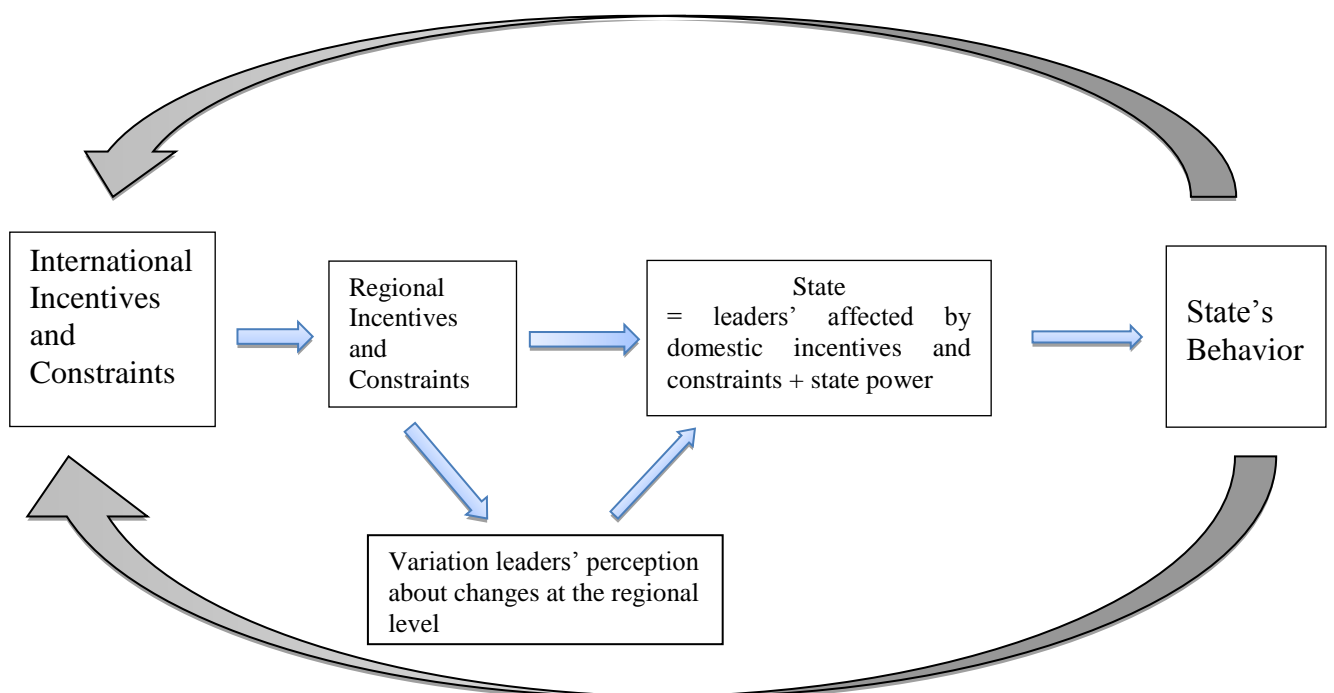 International
Incentives
and
Constraints
Regional
Incentives
and
Constraints
State
= leaders’ affected by
domestic incentives and
constraints + state power
State’s
Behavior
Variation leaders’ perception
about changes at the regional
level